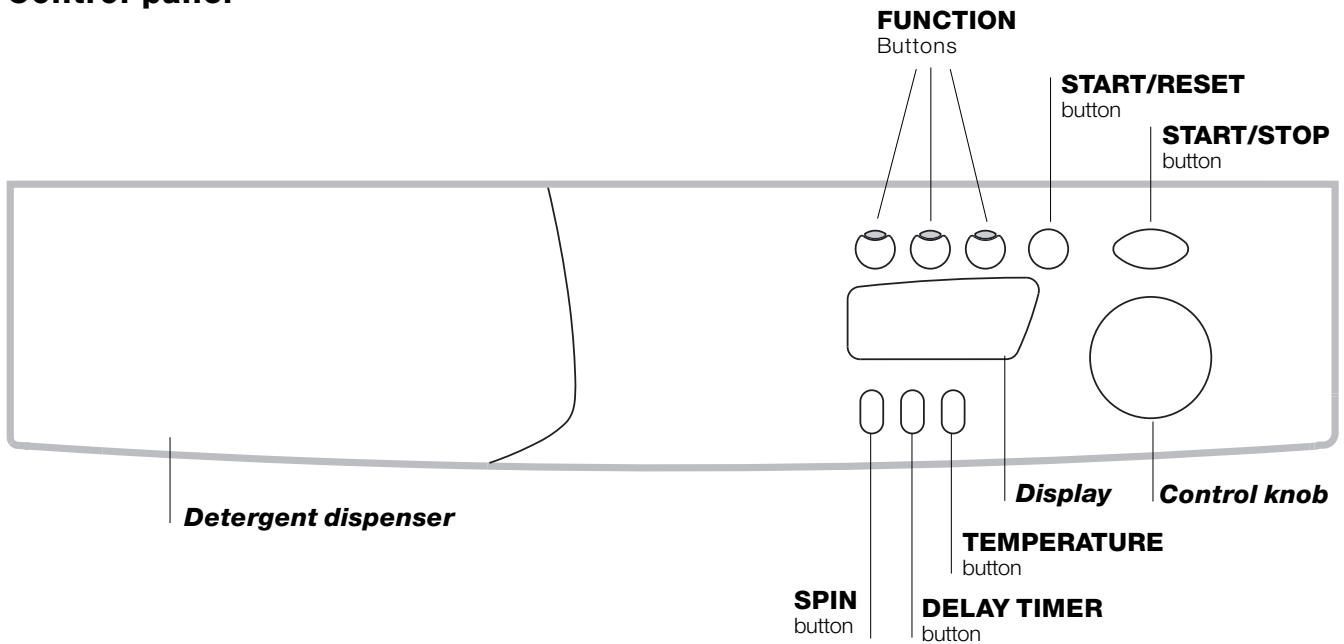 Control panel
FUNCTION
Buttons
START/RESET
button
START/STOP
button
Detergent dispenser
Display
Control knob
TEMPERATURE
button
SPIN
button
DELAY TIMER
button